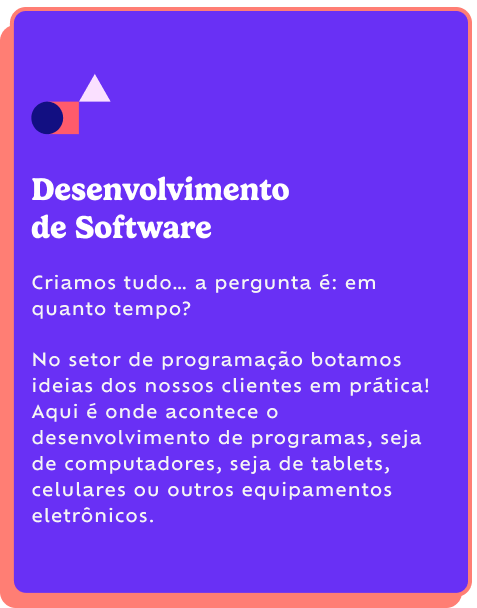 Desenvolvimento
de Software
Criamos tudo... a pergunta é: em
quanto tempo?
No setor de programação botamos
ideias dos nossos clientes em prática!
Aqui é onde acontece o
desenvolvimento de programas, seja
de computadores, seja de tablets,
celulares ou outros equipamentos
eletrônicos.